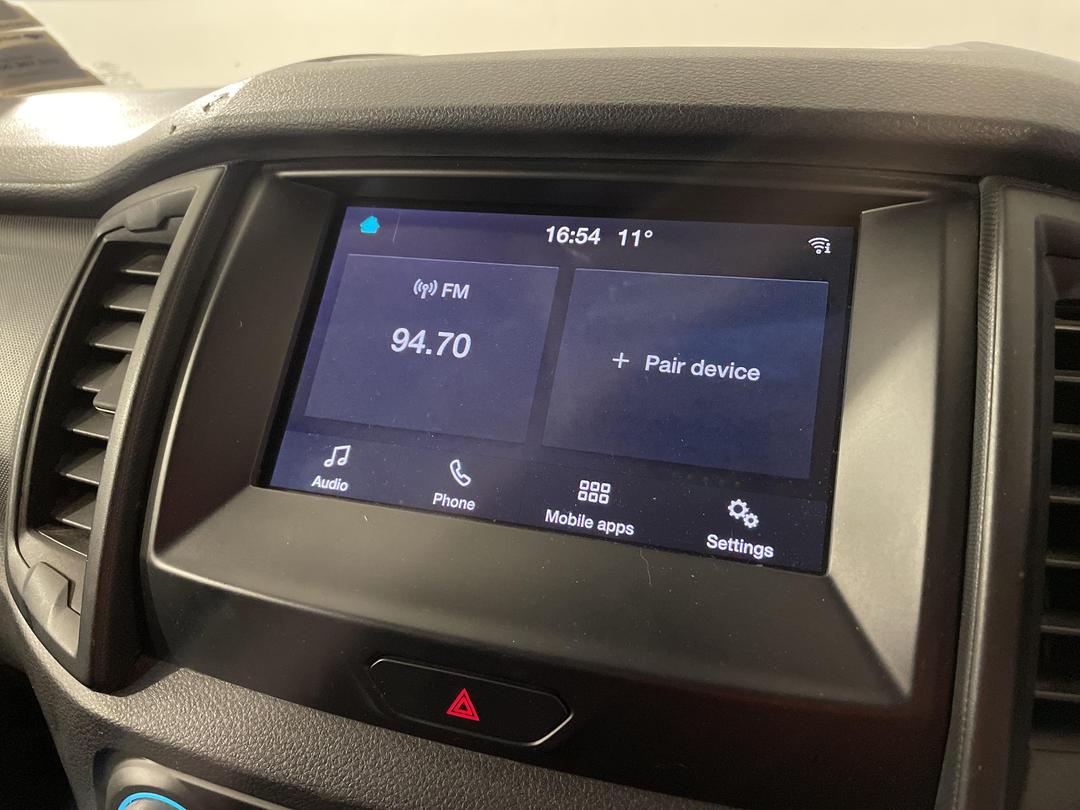 16:54 11°
FM
94.70
+ Pair device
Audio
Phone
Mobile apps
Settings